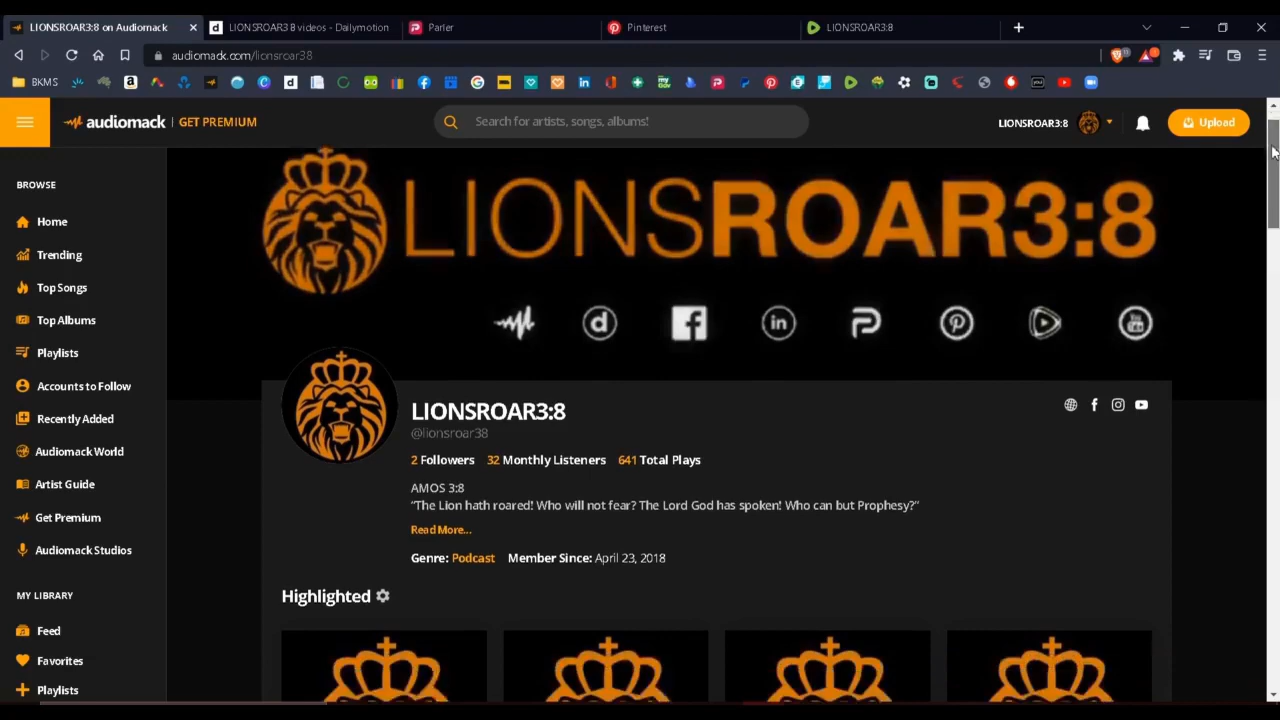 LIONSROAR3:8 on Audiomack
LIONSROAR3:8 videos - Dailymotion
Parler
Pinterest
LIONSROAR3:8
audiomack.com/lionsroar38
BKMS
audiomack GET PREMIUM
Search for artists, songs, albums!
LIONSROAR3:8
Upload
BROWSE
Home
Trending
Top Songs
Top Albums
Playlists
Accounts to Follow
Recently Added
Audiomack World
Artist Guide
Get Premium
Audiomack Studios
MY LIBRARY
Feed
Favorites
Playlists
LIONSROAR3:8
LIONSROAR3:8
@lionsroar38
2 Followers 32 Monthly Listeners 641 Total Plays
AMOS 3:8
“The Lion hath roared! Who will not fear? The Lord God has spoken! Who can but Prophesy?”
Read More...
Genre: Podcast Member Since: April 23, 2018
Highlighted